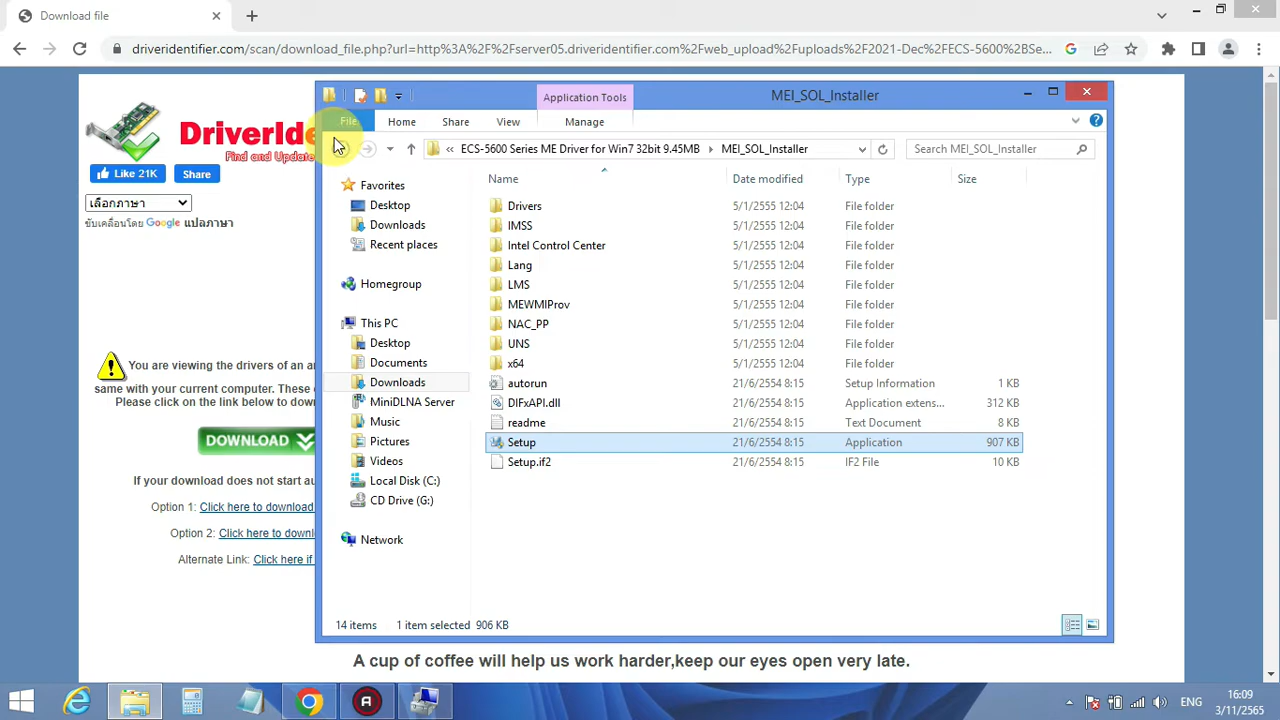 Download file
driveridentifier.com/scan/download_file.php?url=http%3A%2F%2Fserver05.driveridentifier.com%2Fweb_upload%2Fuploads%2F2021-Dec%2FECS-5600%2BSe...
Application Tools
MEI_SOL_Installer
File
Home
Share
View
Manage
DriverIde
Find and Update
« ECS-5600 Series ME Driver for Win7 32bit 9.45MB
MEI_SOL_Installer
Search MEI_SOL_Installer
Like 21K
Share
Name
Date modified
Type
Size
Favorites
เลือกภาษา
Desktop
Drivers 5/1/2555 12:04 File folder
ขับเคลื่อนโดย Google แปลภาษา
Downloads
IMSS 5/1/2555 12:04 File folder
Recent places
Intel Control Center 5/1/2555 12:04 File folder
Lang 5/1/2555 12:04 File folder
Homegroup
LMS 5/1/2555 12:04 File folder
MEWMIProv 5/1/2555 12:04 File folder
This PC
NAC_PP 5/1/2555 12:04 File folder
Desktop
UNS 5/1/2555 12:04 File folder
You are viewing the drivers of an
Documents
x64 5/1/2555 12:04 File folder
same with your current computer. These
Downloads
autorun 21/6/2554 8:15 Setup Information 1 KB
Please click on the link below to dow
MiniDLNA Server
DIFxAPI.dll 21/6/2554 8:15 Application extens... 312 KB
Music
readme 21/6/2554 8:15 Text Document 8 KB
DOWNLOAD
Pictures
Setup 21/6/2554 8:15 Application 907 KB
Videos
Setup.if2 21/6/2554 8:15 IF2 File 10 KB
If your download does not start au
Local Disk (C:)
Option 1: Click here to download
CD Drive (G:)
Option 2: Click here to downl
Network
Alternate Link: Click here if
14 items 1 item selected 906 KB
A cup of coffee will help us work harder,keep our eyes open very late.
ENG
16:09
3/11/2565